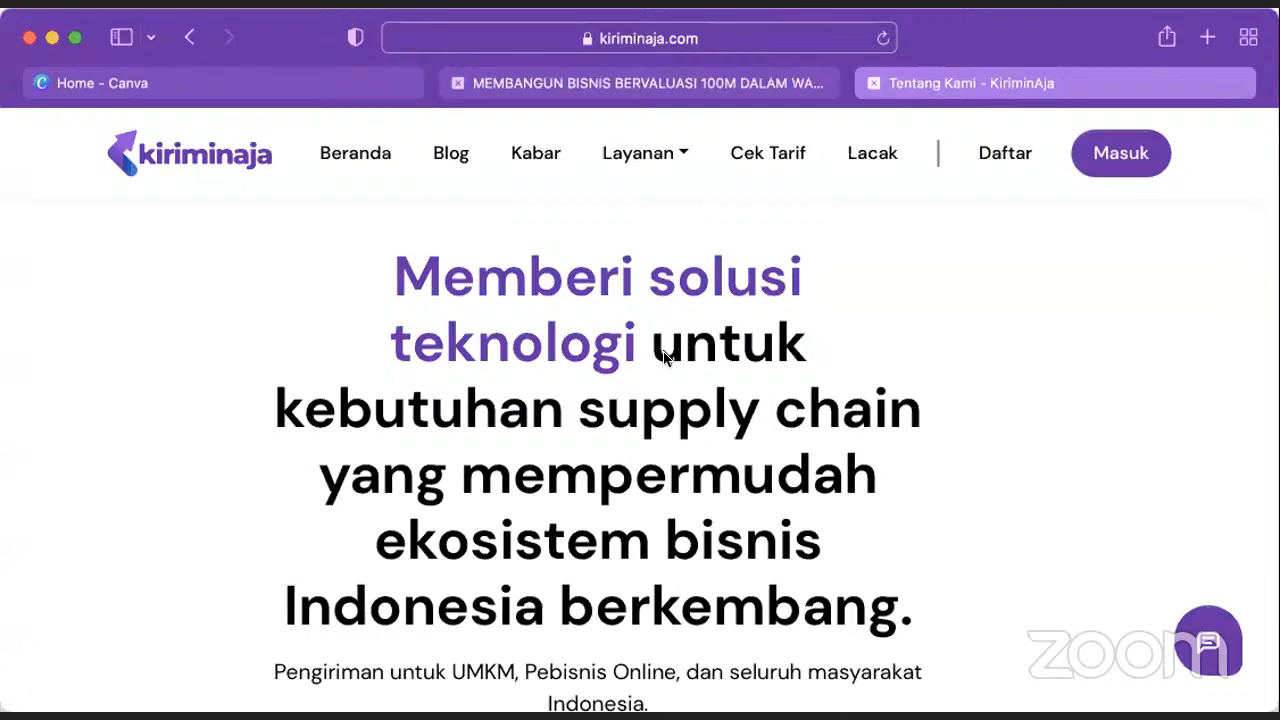 kiriminaja.com
Home - Canva
MEMBANGUN BISNIS BERVALUASI 100M DALAM WA...
Tentang Kami - KiriminAja
kiriminaja
Beranda
Blog
Kabar
Layanan
Cek Tarif
Lacak
Daftar
Masuk
Memberi solusi
teknologi untuk
kebutuhan supply chain
yang mempermudah
ekosistem bisnis
Indonesia berkembang.
Pengiriman untuk UMKM, Pebisnis Online, dan seluruh masyarakat
Indonesia.
zoom